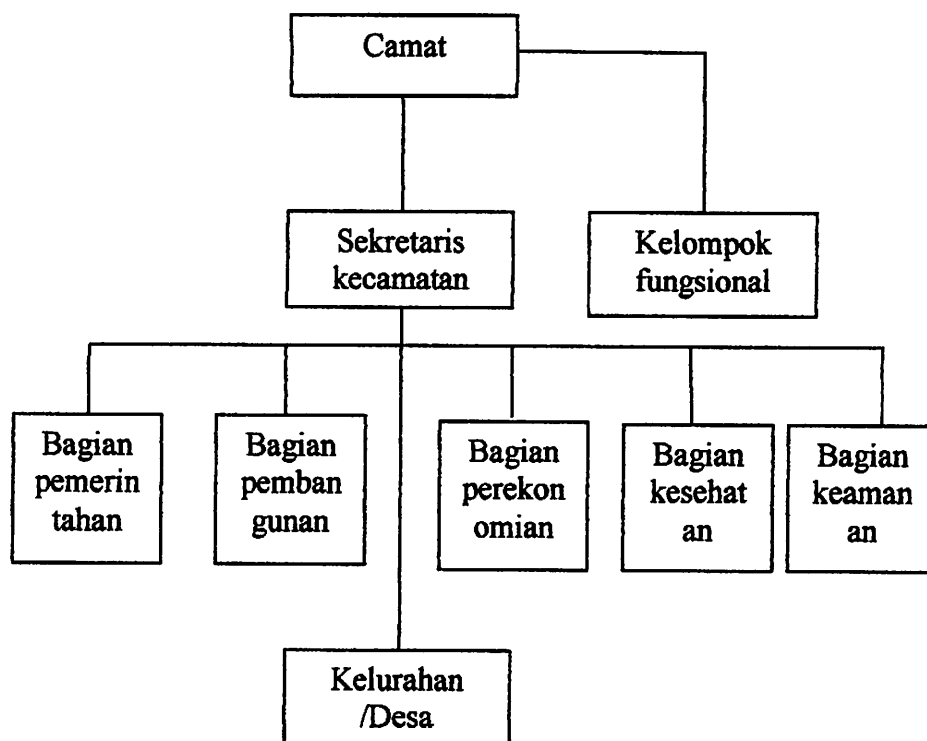 Camat
Sekretaris
kecamatan
Kelompok
fungsional
Bagian
pemerin
tahan
Bagian
pemban
gunan
Bagian
perekon
omian
Bagian
kesehat
an
Bagian
keaman
an
Kelurahan
/Desa